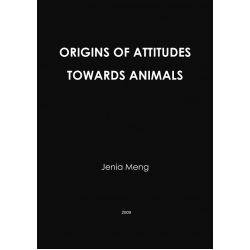 ORIGINS OF ATTITUDES
TOWARDS ANIMALS
Jenia Meng
2009